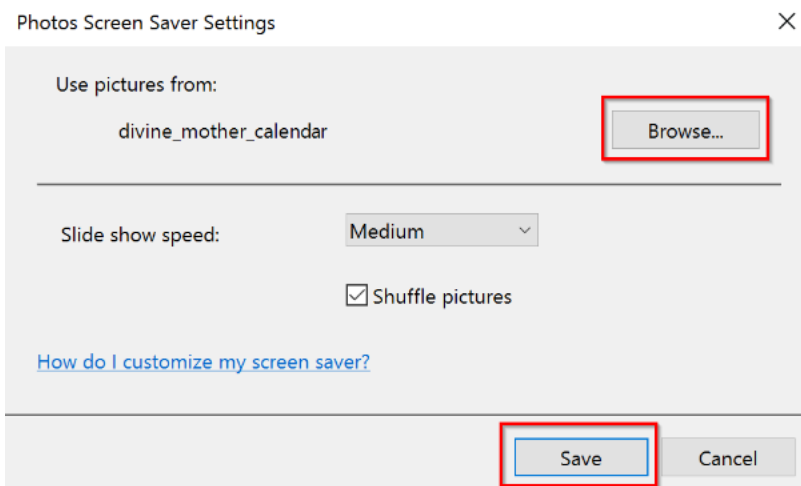 Photos Screen Saver Settings
Use pictures from:
divine_mother_calendar
Browse...
Slide show speed:
Medium
Shuffle pictures
How do I customize my screen saver?
Save
Cancel